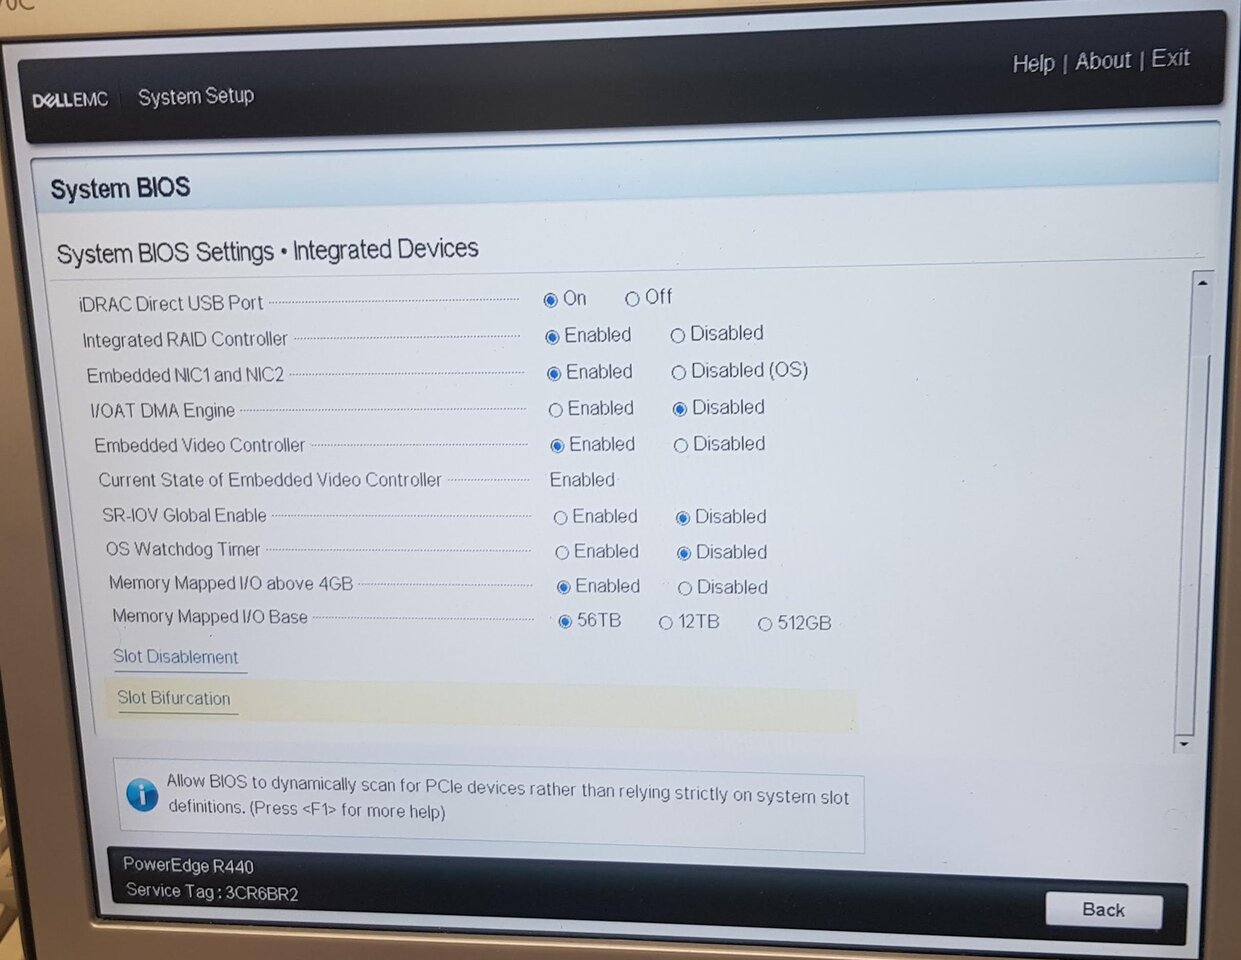 Help | About | Exit
DELLEMC System Setup
System BIOS
System BIOS Settings • Integrated Devices
iDRAC Direct USB Port On Off
Integrated RAID Controller Enabled Disabled
Embedded NIC1 and NIC2 Enabled Disabled (OS)
I/OAT DMA Engine Enabled Disabled
Embedded Video Controller Enabled Disabled
Current State of Embedded Video Controller Enabled
SR-IOV Global Enable Enabled Disabled
OS Watchdog Timer Enabled Disabled
Memory Mapped I/O above 4GB Enabled Disabled
Memory Mapped I/O Base 56TB 12TB 512GB
Slot Disablement
Slot Bifurcation
Allow BIOS to dynamically scan for PCIe devices rather than relying strictly on system slot
definitions. (Press <F1> for more help)
PowerEdge R440
Service Tag : 3CR6BR2
Back